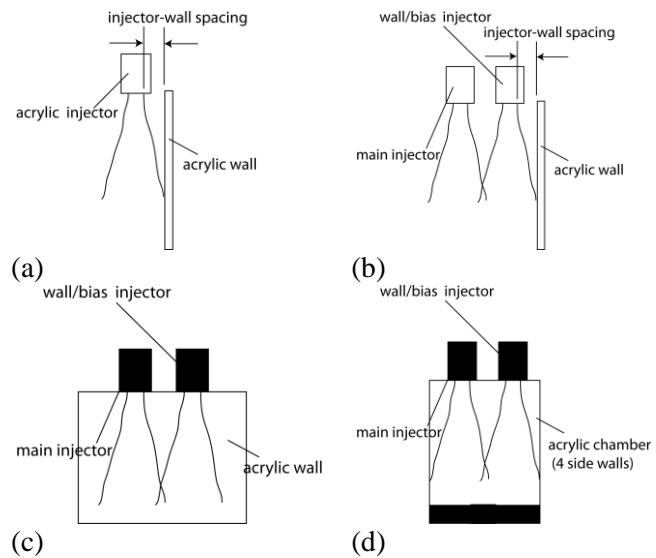 injector-wall spacing
acrylic injector
acrylic wall
(a)
wall/bias injector
injector-wall spacing
main injector
acrylic wall
(b)
wall/bias injector
main injector
acrylic wall
(c)
wall/bias injector
main injector
acrylic chamber
(4 side walls)
(d)